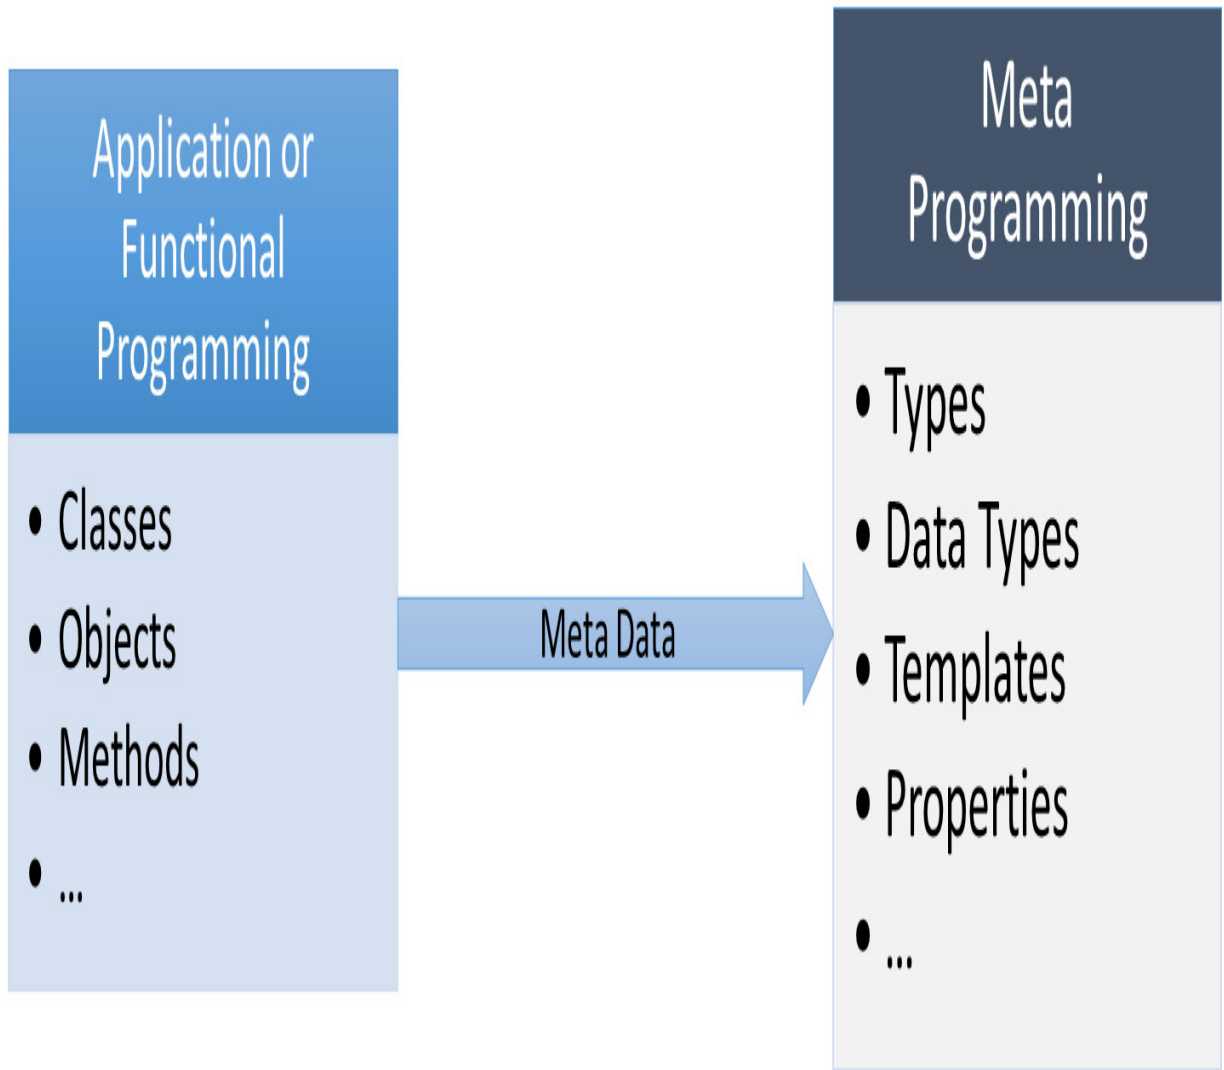 Application or
Functional
Programming
• Classes
• Objects
• Methods
• ...
Meta Data
Meta
Programming
• Types
• Data Types
• Templates
• Properties
• ...